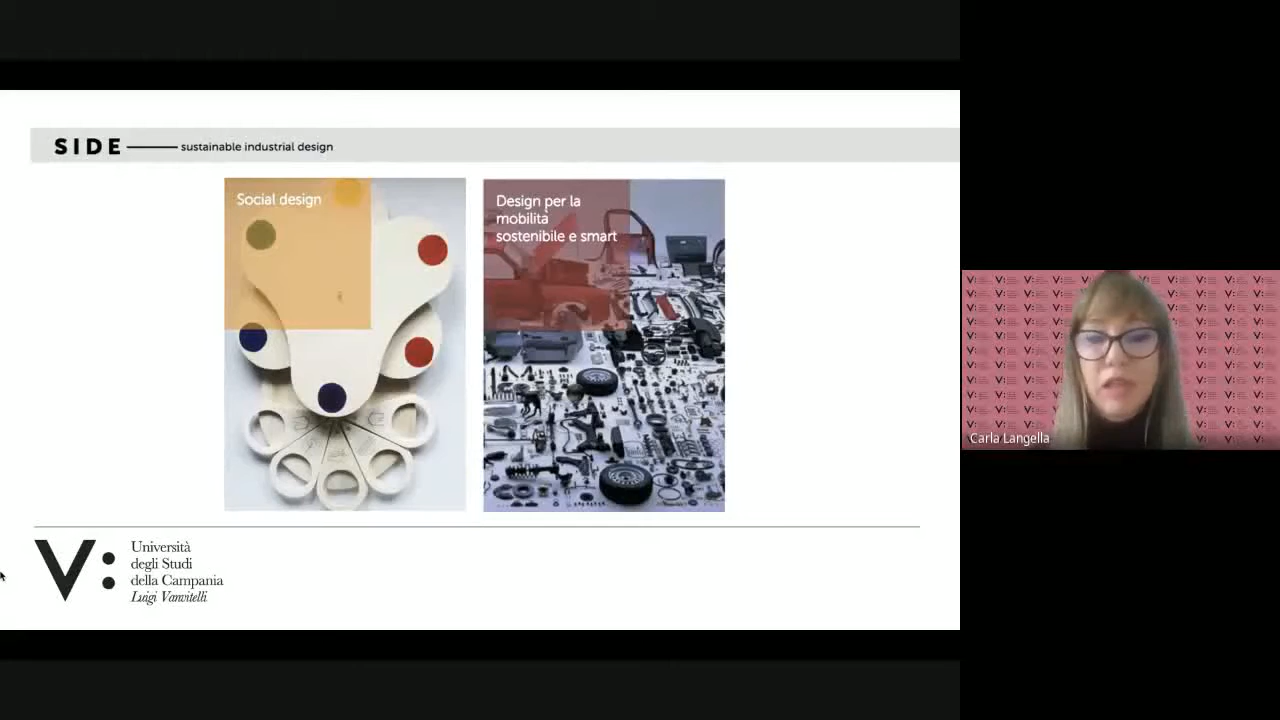 SIDE sustainable industrial design
Social design
Design per la
mobilità
sostenibile e smart
V:
Università
degli Studi
della Campania
Luigi Vanvitelli
Carla Langella